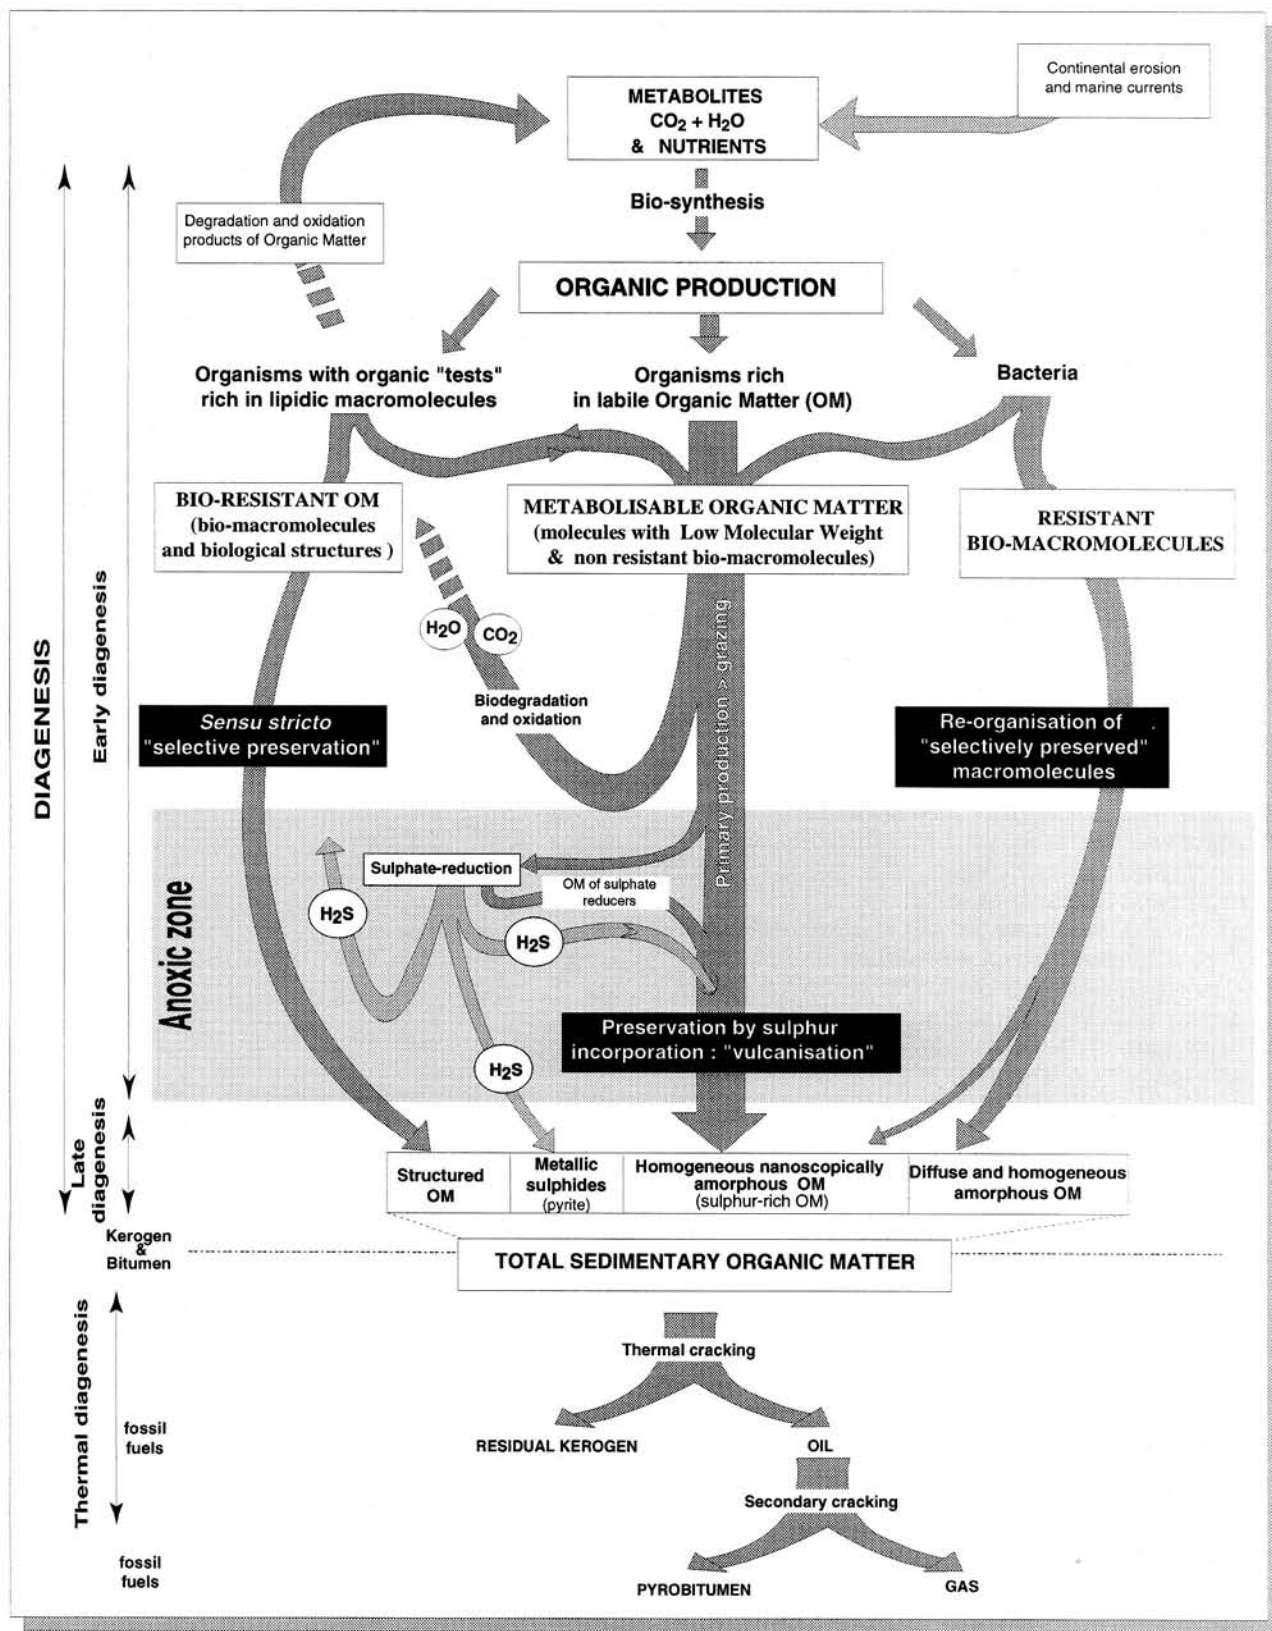 Continental erosion
and marine currents
METABOLITES
CO2 + H2O
& NUTRIENTS
Bio-synthesis
Degradation and oxidation
products of Organic Matter
ORGANIC PRODUCTION
Organisms with organic "tests"
rich in lipidic macromolecules
Organisms rich
in labile Organic Matter (OM)
Bacteria
BIO-RESISTANT OM
(bio-macromolecules
and biological structures )
METABOLISABLE ORGANIC MATTER
(molecules with Low Molecular Weight
& non resistant bio-macromolecules)
RESISTANT
BIO-MACROMOLECULES
DIAGENESIS
Early diagenesis
H2O
CO2
Biodegradation
and oxidation
Primary production > grazing
Sensu stricto
"selective preservation"
Re-organisation of
"selectively preserved"
macromolecules
Anoxic zone
Sulphate-reduction
OM of sulphate
reducers
H2S
H2S
H2S
Preservation by sulphur
incorporation : "vulcanisation"
Late
diagenesis
Structured
OM
Metallic
sulphides
(pyrite)
Homogeneous nanoscopically
amorphous OM
(sulphur-rich OM)
Diffuse and homogeneous
amorphous OM
Kerogen
&
Bitumen
TOTAL SEDIMENTARY ORGANIC MATTER
Thermal diagenesis
Thermal cracking
fossil
fuels
RESIDUAL KEROGEN
OIL
Secondary cracking
fossil
fuels
PYROBITUMEN
GAS